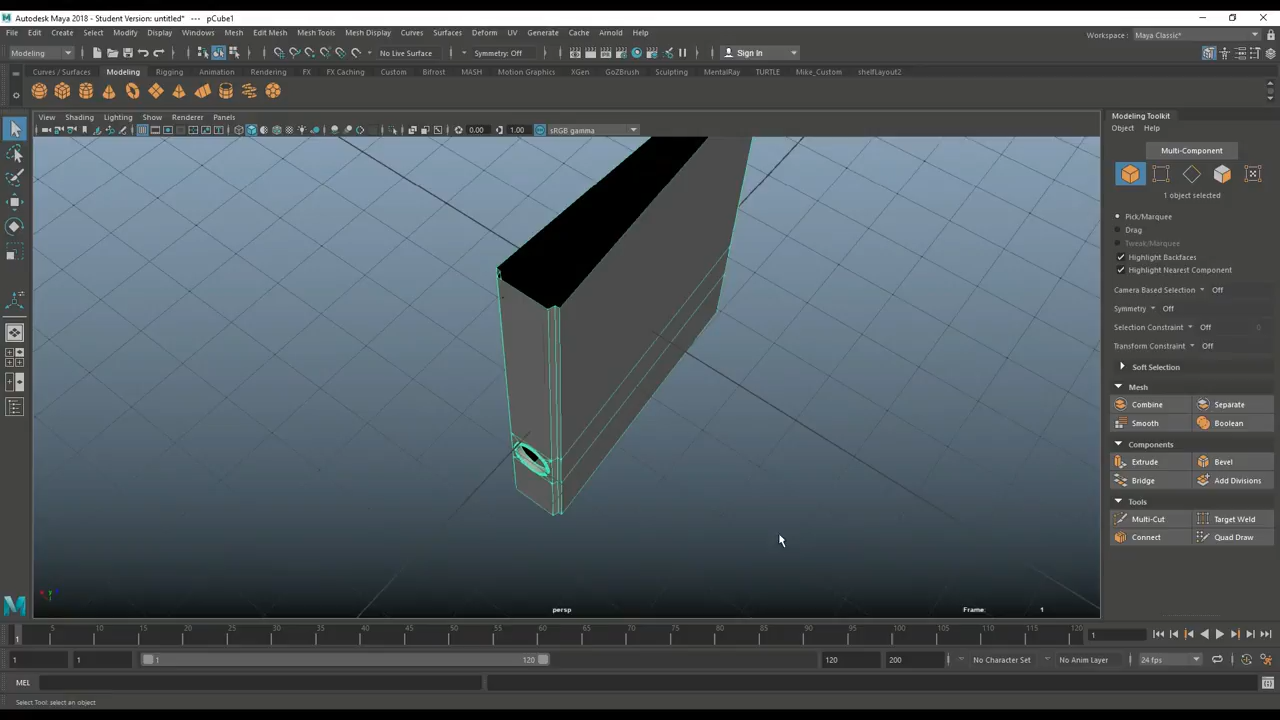 Autodesk Maya 2018 - Student Version: untitled*  --- pCube1
File Edit Create Select Modify Display Windows Mesh Edit Mesh Mesh Tools Mesh Display Curves Surfaces Deform UV Generate Cache Arnold Help
Workspace: Maya Classic*
Modeling No Live Surface Symmetry: Off Sign In
Curves / Surfaces Modeling Rigging Animation Rendering FX FX Caching Custom Bifrost MASH Motion Graphics XGen GoZBrush Sculpting MentalRay TURTLE Mike_Custom shelfLayout2
View Shading Lighting Show Renderer Panels
0.00 1.00 sRGB gamma
Modeling Toolkit
Object Help
Multi-Component
1 object selected
Pick/Marquee
Drag
Tweak/Marquee
Highlight Backfaces
Highlight Nearest Component
Camera Based Selection Off
Symmetry Off
Selection Constraint Off
Transform Constraint Off
Soft Selection
Mesh
Combine Separate
Smooth Boolean
Components
Extrude Bevel
Bridge Add Divisions
Tools
Multi-Cut Target Weld
Connect Quad Draw
persp Frame: 1
1 5 10 15 20 25 30 35 40 45 50 55 60 65 70 75 80 85 90 95 100 105 110 115 120 1
1 1 1 120 120 200 No Character Set No Anim Layer 24 fps
MEL
Select Tool: select an object